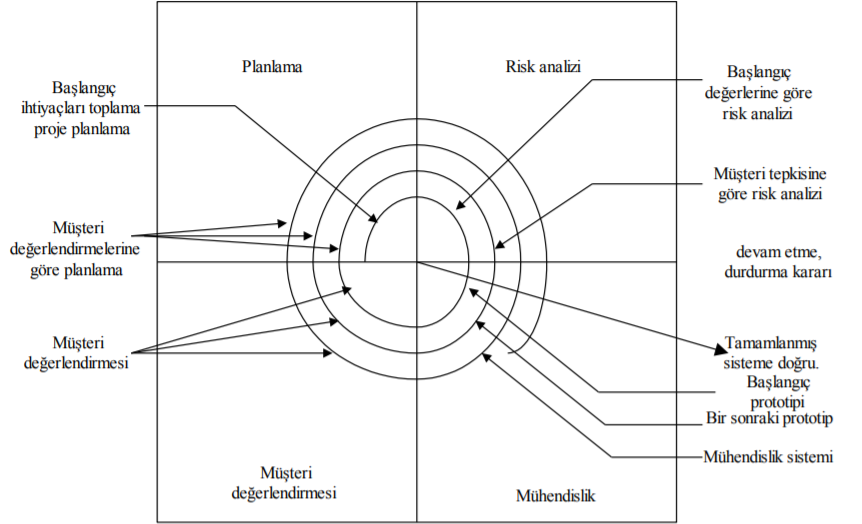 Planlama
Risk analizi
Başlangıç
ihtiyaçları toplama
proje planlama
Başlangıç
değerlerine göre
risk analizi
Müşteri tepkisine
göre risk analizi
Müşteri
değerlendirmelerine
göre planlama
devam etme,
durdurma kararı
Müşteri
değerlendirmesi
Tamamlanmış
sisteme doğru.
Başlangıç
prototipi
Bir sonraki prototip
Mühendislik sistemi
Müşteri
değerlendirmesi
Mühendislik